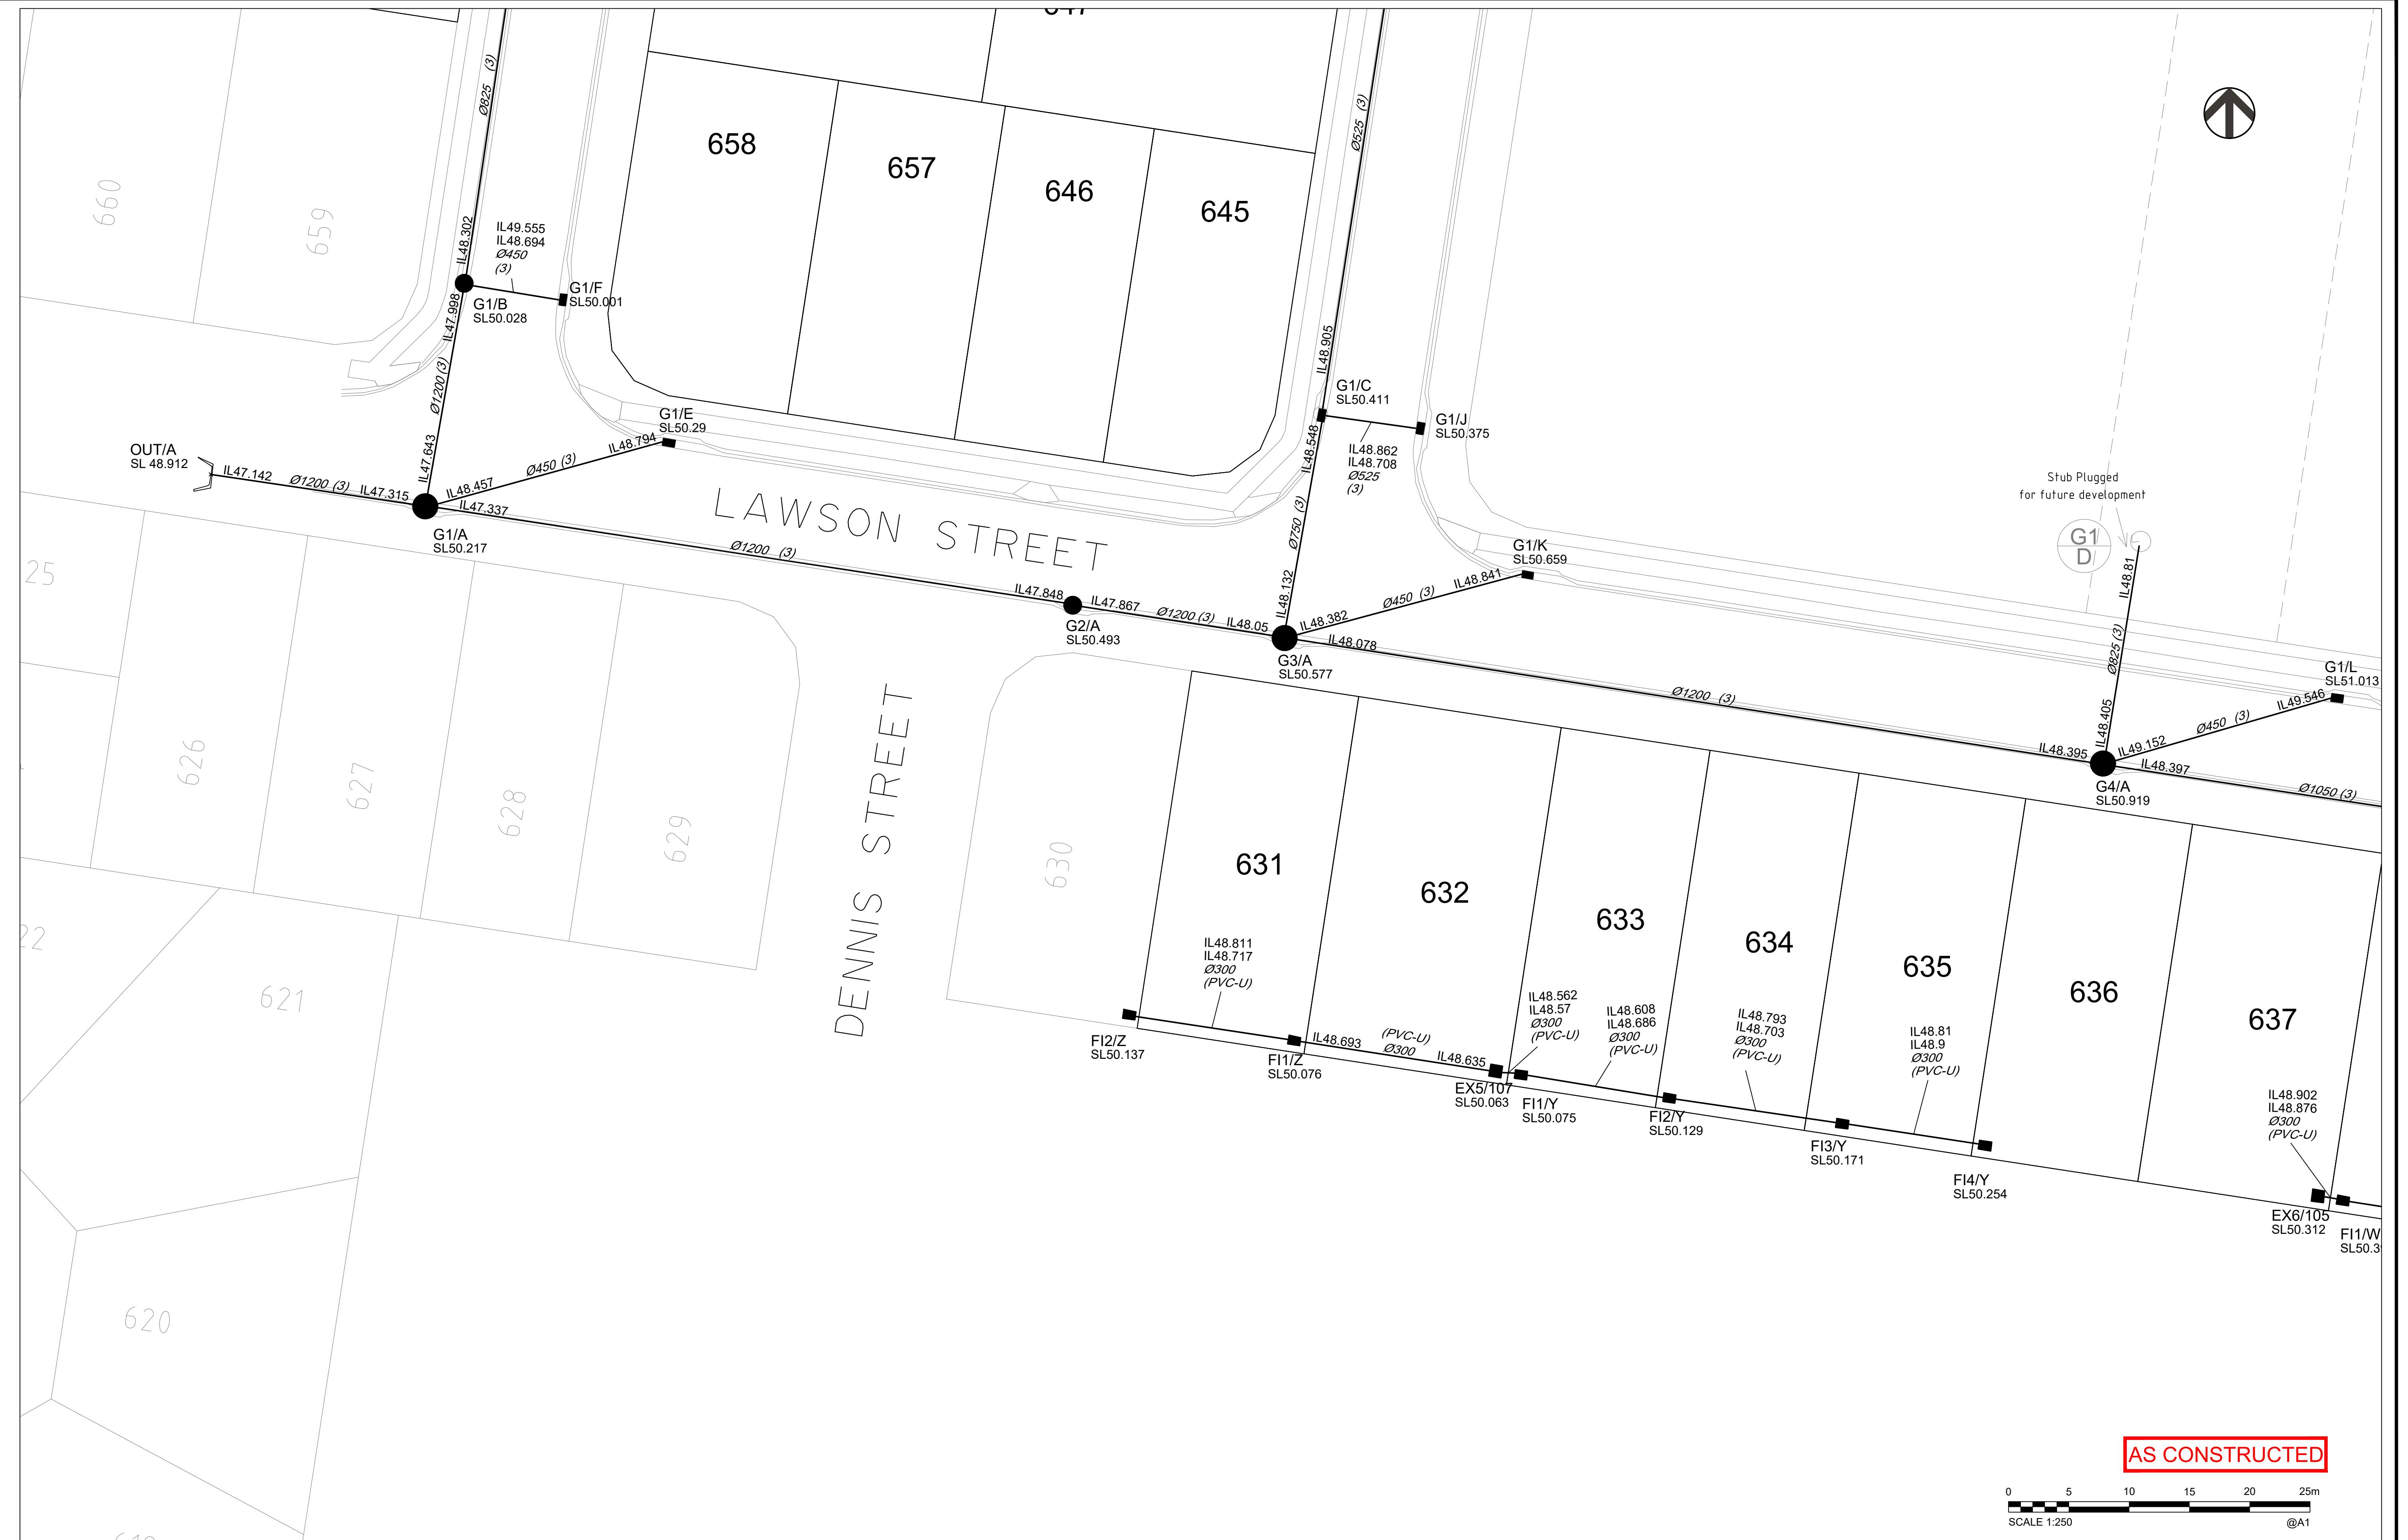 658
657
646
645
660
659
Ø825 (3)
Ø525 (3)
IL48.302
IL49.555
IL48.694
Ø450
(3)
G1/F
SL50.001
G1/B
SL50.028
IL47.998
Ø1200 (3)
IL47.643
G1/E
SL50.29
IL48.794
Ø450 (3)
IL48.457
OUT/A
SL 48.912
IL47.142
Ø1200 (3)
IL47.315
IL47.337
G1/A
SL50.217
Ø1200 (3)
LAWSON STREET
IL48.905
G1/C
SL50.411
G1/J
SL50.375
IL48.548
IL48.862
IL48.708
Ø525
(3)
Ø750 (3)
IL48.132
G1/K
SL50.659
IL48.841
Ø450 (3)
IL48.382
IL47.848
IL47.867
Ø1200 (3)
IL48.05
IL48.078
G2/A
SL50.493
G3/A
SL50.577
Ø1200 (3)
Stub Plugged
for future development
G1
D
IL48.81
Ø825 (3)
IL48.405
G1/L
SL51.013
IL49.546
Ø450 (3)
IL49.152
IL48.395
IL48.397
G4/A
SL50.919
Ø1050 (3)
25
626
627
628
629
DENNIS STREET
630
631
632
633
634
635
636
637
22
621
620
IL48.811
IL48.717
Ø300
(PVC-U)
FI2/Z
SL50.137
FI1/Z
SL50.076
IL48.693
(PVC-U)
Ø300
IL48.635
EX5/107
SL50.063
IL48.562
IL48.57
Ø300
(PVC-U)
FI1/Y
SL50.075
IL48.608
IL48.686
Ø300
(PVC-U)
FI2/Y
SL50.129
IL48.793
IL48.703
Ø300
(PVC-U)
FI3/Y
SL50.171
IL48.81
IL48.9
Ø300
(PVC-U)
FI4/Y
SL50.254
IL48.902
IL48.876
Ø300
(PVC-U)
EX6/105
SL50.312
FI1/W
AS CONSTRUCTED
0 5 10 15 20 25m
SCALE 1:250 @A1